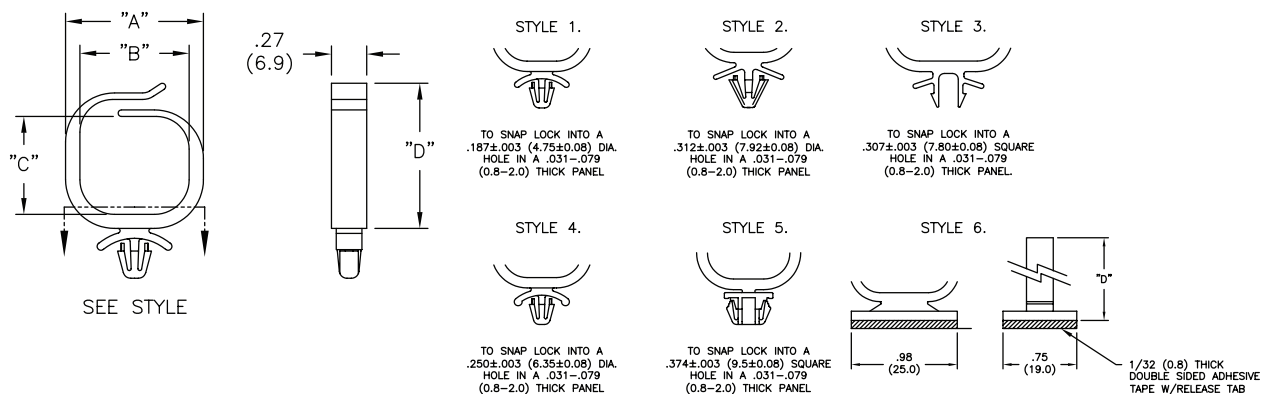 "A"
"B"
.27
(6.9)
"C"
"D"
SEE STYLE
STYLE 1.
TO SNAP LOCK INTO A
.187±.003 (4.75±0.08) DIA.
HOLE IN A .031–.079
(0.8–2.0) THICK PANEL
STYLE 2.
TO SNAP LOCK INTO A
.312±.003 (7.92±0.08) DIA.
HOLE IN A .031–.079
(0.8–2.0) THICK PANEL
STYLE 3.
TO SNAP LOCK INTO A
.307±.003 (7.80±0.08) SQUARE
HOLE IN A .031–.079
(0.8–2.0) THICK PANEL.
STYLE 4.
TO SNAP LOCK INTO A
.250±.003 (6.35±0.08) DIA.
HOLE IN A .031–.079
(0.8–2.0) THICK PANEL
STYLE 5.
TO SNAP LOCK INTO A
.374±.003 (9.5±0.08) SQUARE
HOLE IN A .031–.079
(0.8–2.0) THICK PANEL
STYLE 6.
"D"
.98
(25.0)
.75
(19.0)
1/32 (0.8) THICK
DOUBLE SIDED ADHESIVE
TAPE W/RELEASE TAB